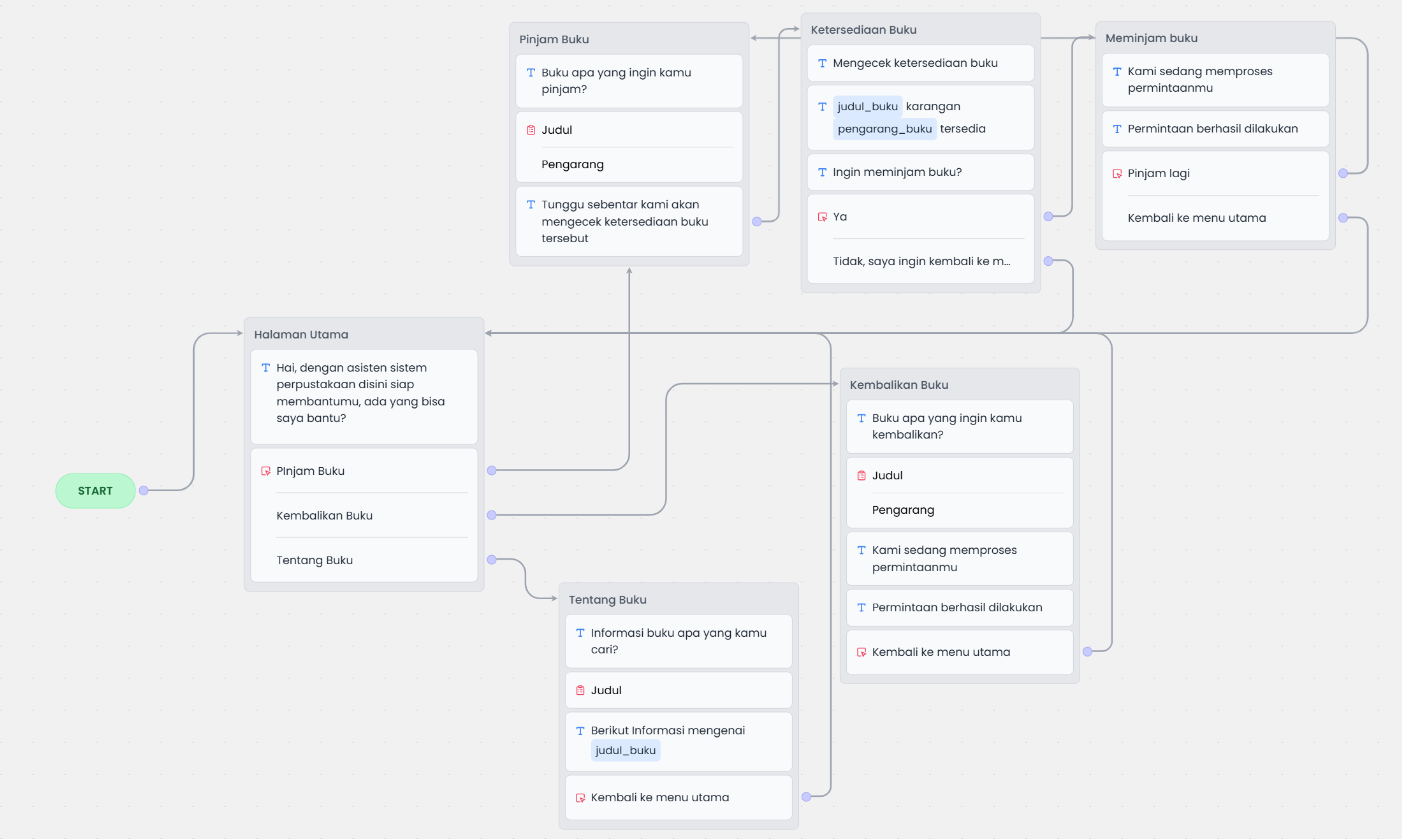 START
Halaman Utama
Hai, dengan asisten sistem
perpustakaan disini siap
membantumu, ada yang bisa
saya bantu?
PInjam Buku
Kembalikan Buku
Tentang Buku
Pinjam Buku
Buku apa yang ingin kamu
pinjam?
Judul
Pengarang
Tunggu sebentar kami akan
mengecek ketersediaan buku
tersebut
Ketersediaan Buku
Mengecek ketersediaan buku
judul_buku karangan
pengarang_buku tersedia
Ingin meminjam buku?
Ya
Tidak, saya ingin kembali ke m...
Meminjam buku
Kami sedang memproses
permintaanmu
Permintaan berhasil dilakukan
Pinjam lagi
Kembali ke menu utama
Kembalikan Buku
Buku apa yang ingin kamu
kembalikan?
Judul
Pengarang
Kami sedang memproses
permintaanmu
Permintaan berhasil dilakukan
Kembali ke menu utama
Tentang Buku
Informasi buku apa yang kamu
cari?
Judul
Berikut Informasi mengenai
judul_buku
Kembali ke menu utama